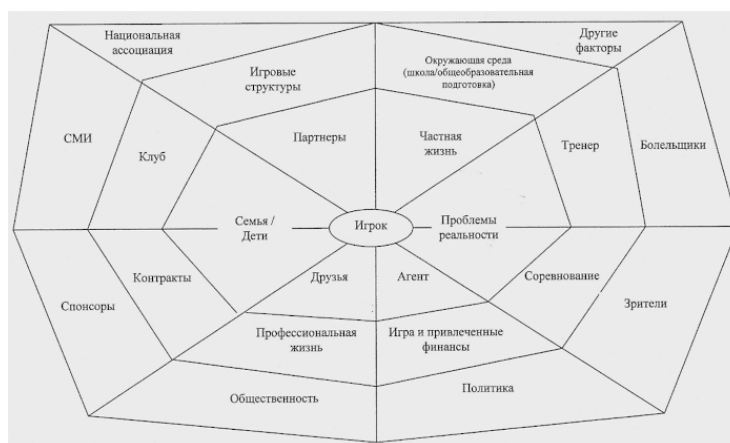 Национальная
ассоциация
Другие
факторы
Игровые
структуры
Окружающая среда
(школа/общеобразовательная
подготовка)
СМИ
Клуб
Партнеры
Частная
жизнь
Тренер
Болельщики
Семья /
Дети
Игрок
Проблемы
реальности
Спонсоры
Контракты
Друзья
Агент
Соревнование
Зрители
Профессиональная
жизнь
Игра и привлеченные
финансы
Общественность
Политика